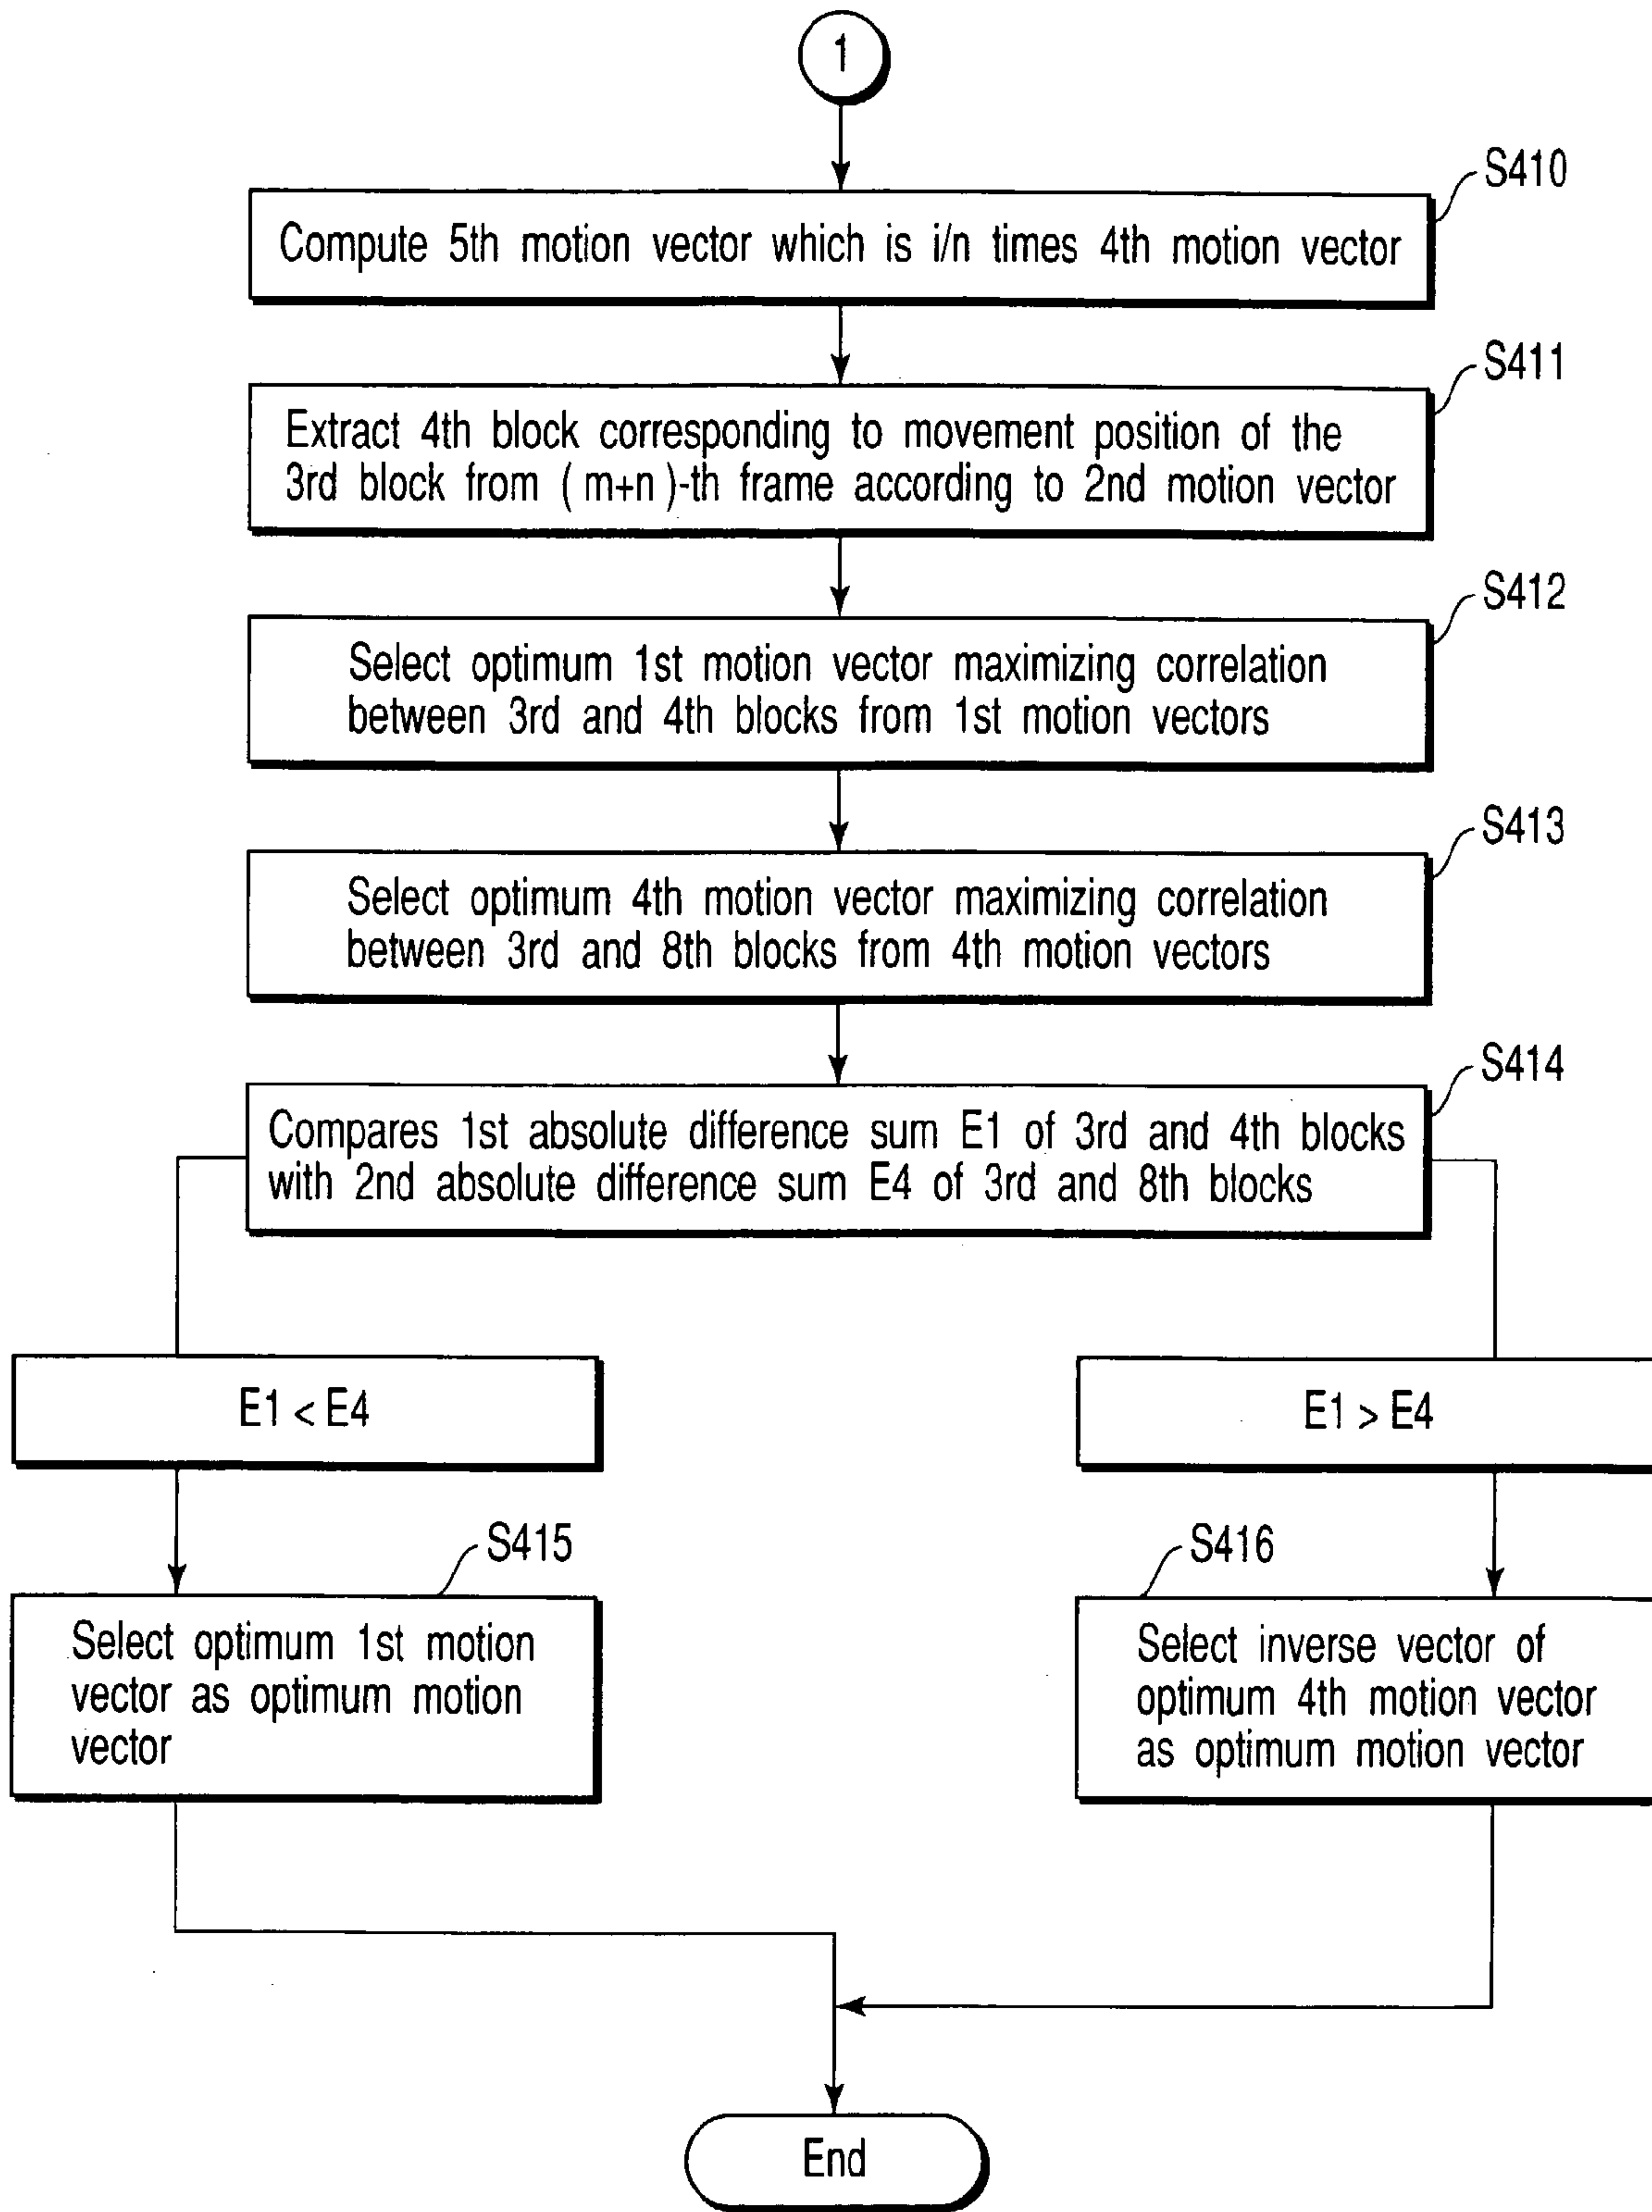 1
S410
Compute 5th motion vector which is i/n times 4th motion vector
S411
Extract 4th block corresponding to movement position of the
3rd block from ( m+n )-th frame according to 2nd motion vector
S412
Select optimum 1st motion vector maximizing correlation
between 3rd and 4th blocks from 1st motion vectors
S413
Select optimum 4th motion vector maximizing correlation
between 3rd and 8th blocks from 4th motion vectors
S414
Compares 1st absolute difference sum E1 of 3rd and 4th blocks
with 2nd absolute difference sum E4 of 3rd and 8th blocks
E1 < E4
E1 > E4
S415
Select optimum 1st motion
vector as optimum motion
vector
S416
Select inverse vector of
optimum 4th motion vector
as optimum motion vector
End